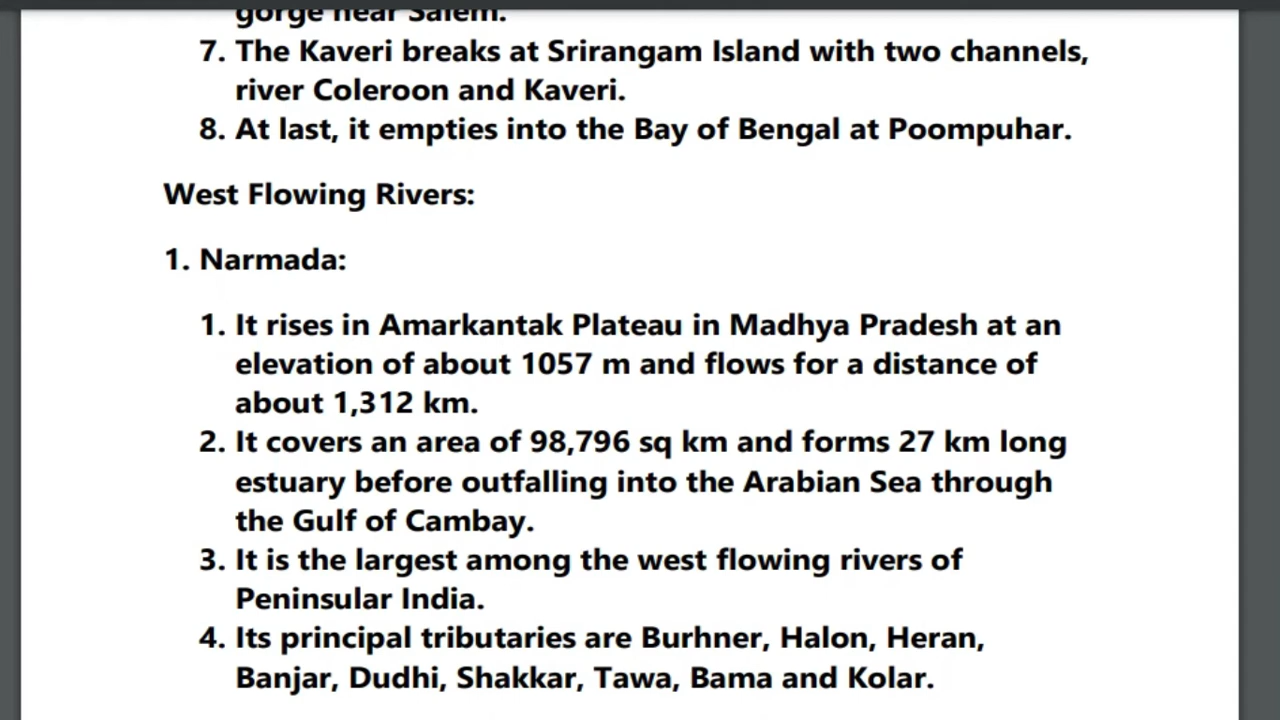 gorge near Salem.
7. The Kaveri breaks at Srirangam Island with two channels,
river Coleroon and Kaveri.
8. At last, it empties into the Bay of Bengal at Poompuhar.
West Flowing Rivers:
1. Narmada:
1. It rises in Amarkantak Plateau in Madhya Pradesh at an
elevation of about 1057 m and flows for a distance of
about 1,312 km.
2. It covers an area of 98,796 sq km and forms 27 km long
estuary before outfalling into the Arabian Sea through
the Gulf of Cambay.
3. It is the largest among the west flowing rivers of
Peninsular India.
4. Its principal tributaries are Burhner, Halon, Heran,
Banjar, Dudhi, Shakkar, Tawa, Bama and Kolar.